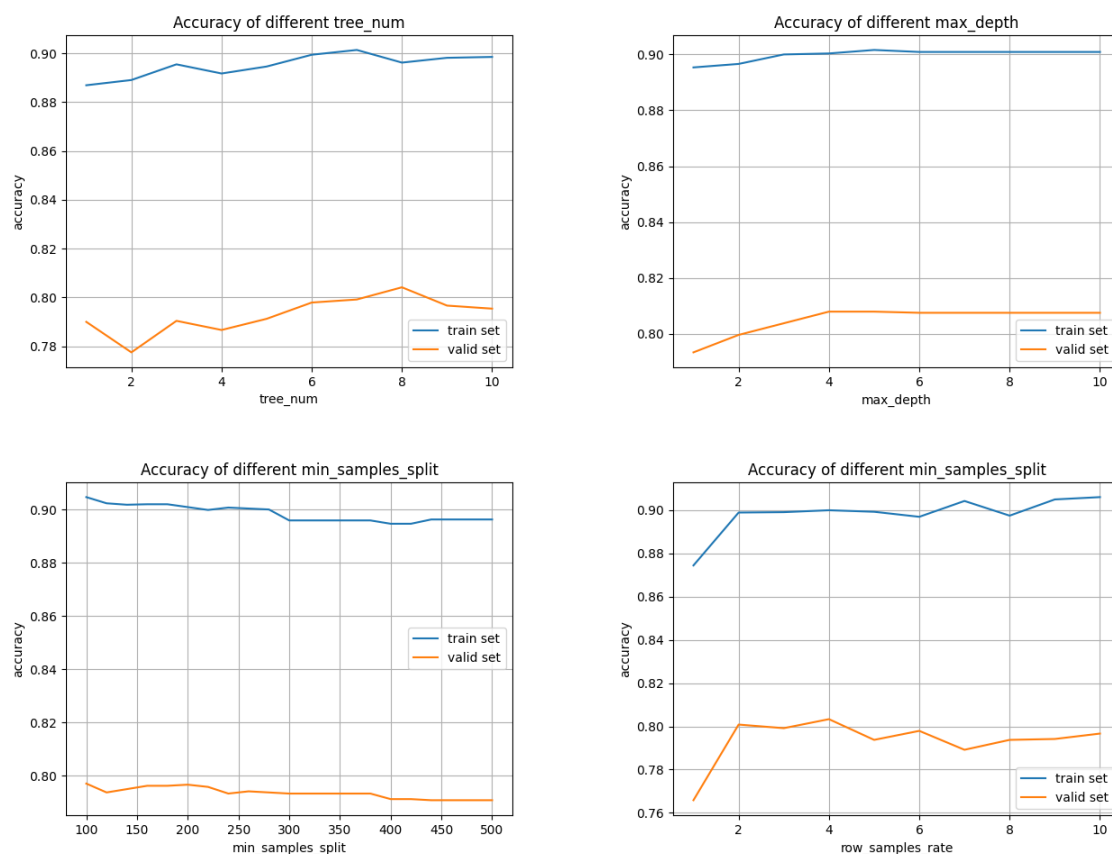 Accuracy of different tree_num
accuracy
0.90
0.88
0.86
0.84
0.82
0.80
0.78
train set
valid set
2 4 6 8 10
tree_num
Accuracy of different max_depth
accuracy
0.90
0.88
0.86
0.84
0.82
0.80
train set
valid set
2 4 6 8 10
max_depth
Accuracy of different min_samples_split
accuracy
0.90
0.88
0.86
0.84
0.82
0.80
train set
valid set
100 150 200 250 300 350 400 450 500
min_samples_split
Accuracy of different min_samples_split
accuracy
0.90
0.88
0.86
0.84
0.82
0.80
0.78
0.76
train set
valid set
2 4 6 8 10
row_samples_rate